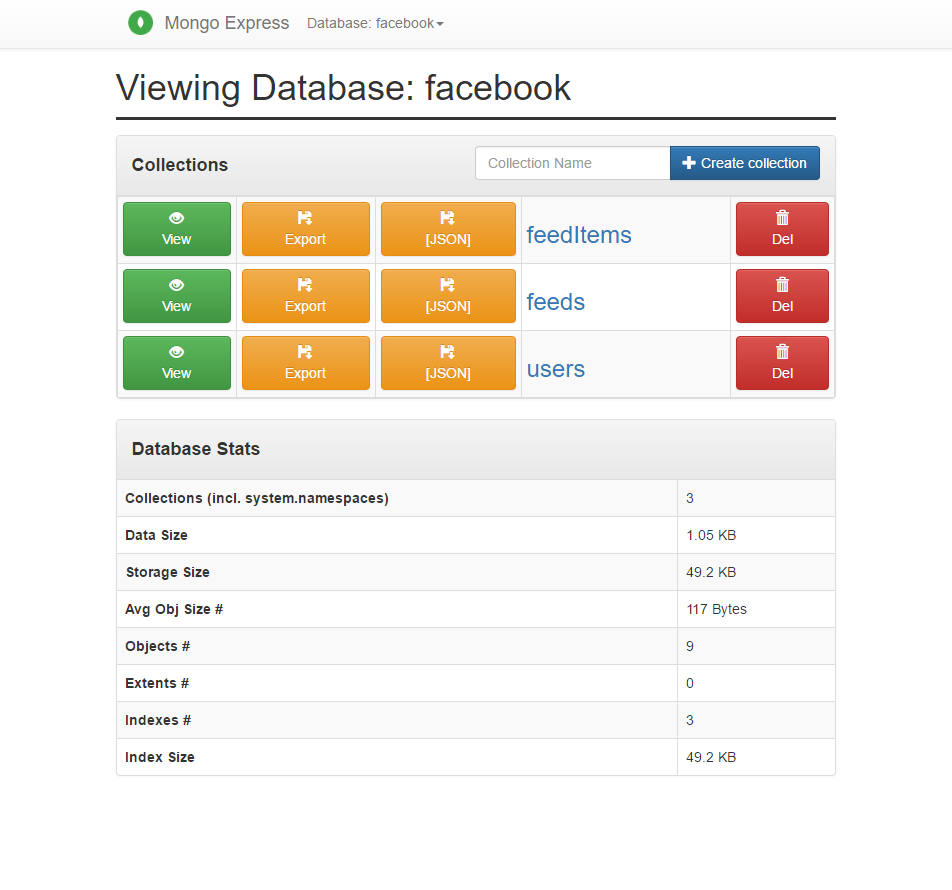 Mongo Express Database: facebook
Viewing Database: facebook
Collections Collection Name Create collection
View Export [JSON] feedItems Del
View Export [JSON] feeds Del
View Export [JSON] users Del
Database Stats
Collections (incl. system.namespaces) 3
Data Size 1.05 KB
Storage Size 49.2 KB
Avg Obj Size # 117 Bytes
Objects # 9
Extents # 0
Indexes # 3
Index Size 49.2 KB